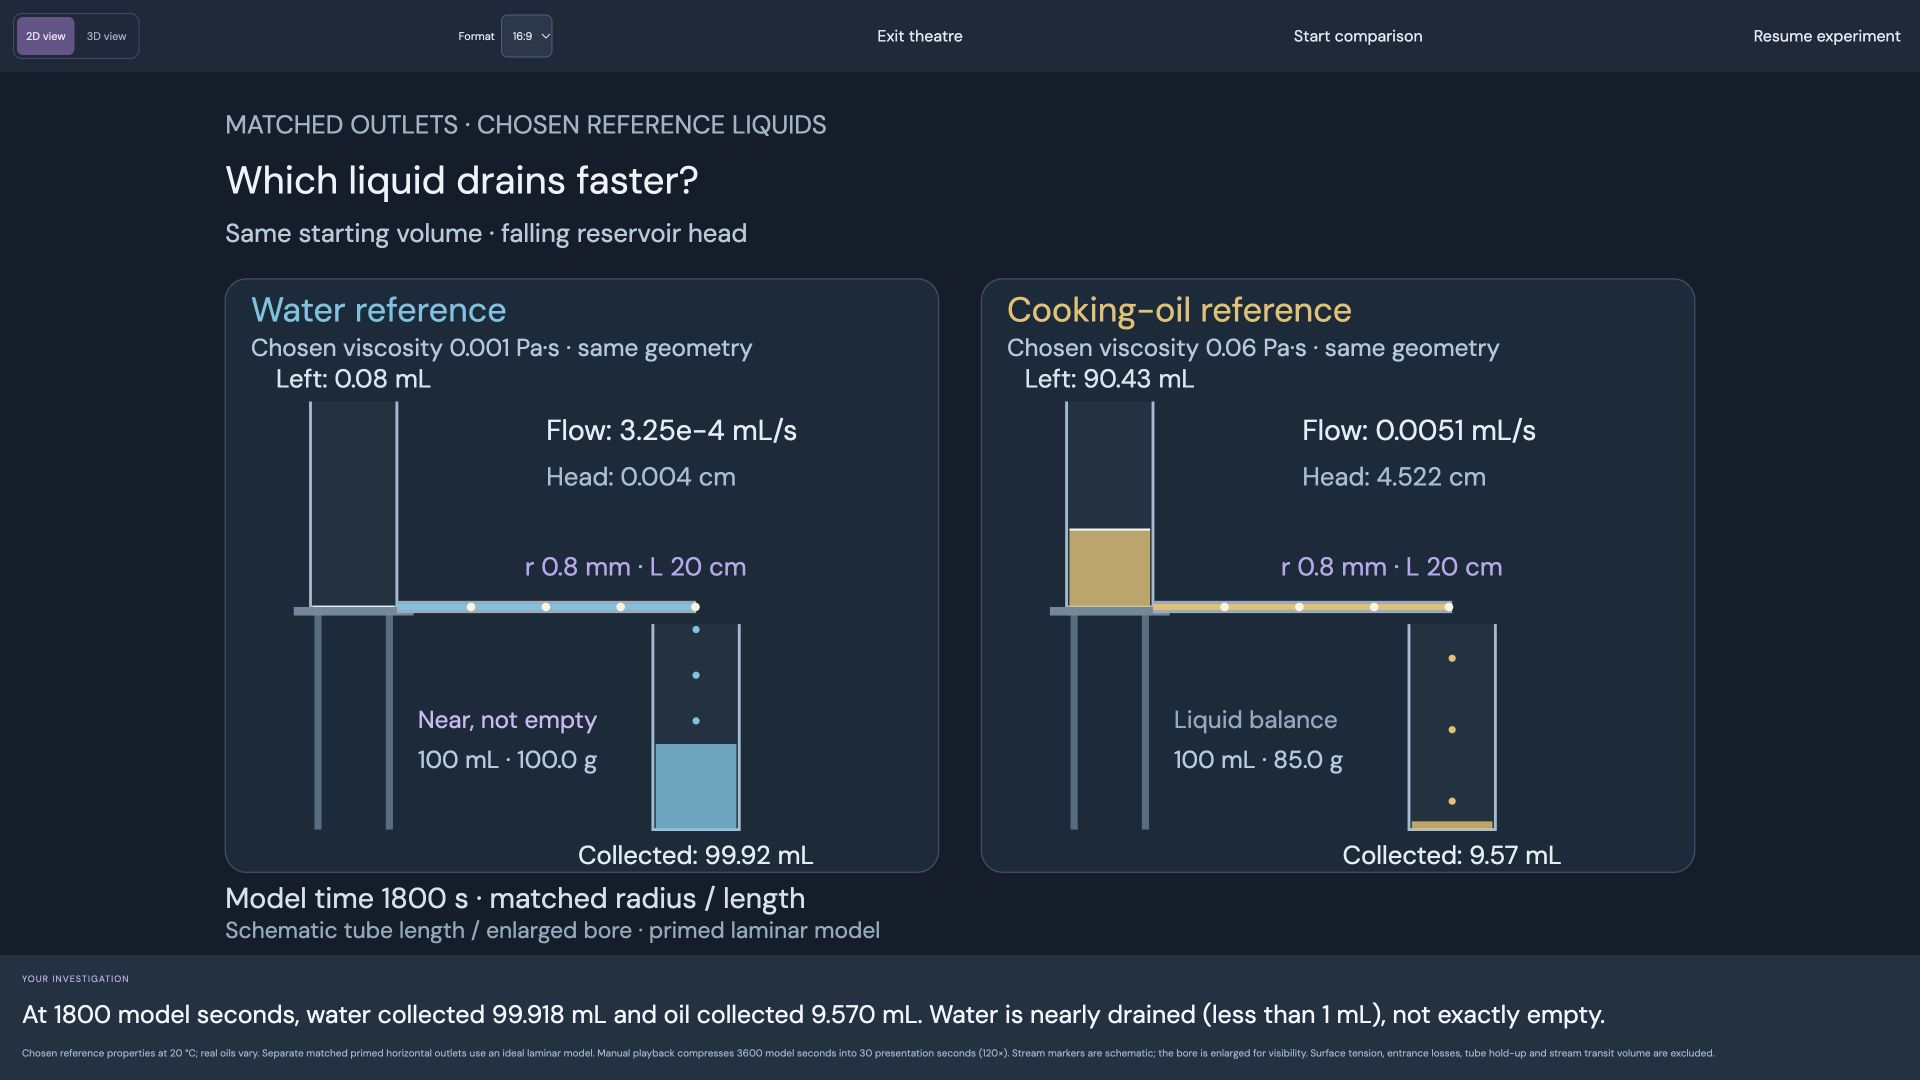 2D view
3D view
Format
16:9
Exit theatre
Start comparison
Resume experiment
MATCHED OUTLETS · CHOSEN REFERENCE LIQUIDS
Which liquid drains faster?
Same starting volume · falling reservoir head
Water reference
Chosen viscosity 0.001 Pa·s · same geometry
Left: 0.08 mL
Flow: 3.25e-4 mL/s
Head: 0.004 cm
r 0.8 mm · L 20 cm
Near, not empty
100 mL · 100.0 g
Collected: 99.92 mL
Cooking-oil reference
Chosen viscosity 0.06 Pa·s · same geometry
Left: 90.43 mL
Flow: 0.0051 mL/s
Head: 4.522 cm
r 0.8 mm · L 20 cm
Liquid balance
100 mL · 85.0 g
Collected: 9.57 mL
Model time 1800 s · matched radius / length
Schematic tube length / enlarged bore · primed laminar model
YOUR INVESTIGATION
At 1800 model seconds, water collected 99.918 mL and oil collected 9.570 mL. Water is nearly drained (less than 1 mL), not exactly empty.
Chosen reference properties at 20 °C; real oils vary. Separate matched primed horizontal outlets use an ideal laminar model. Manual playback compresses 3600 model seconds into 30 presentation seconds (120×). Stream markers are schematic; the bore is enlarged for visibility. Surface tension, entrance losses, tube hold-up and stream transit volume are excluded.